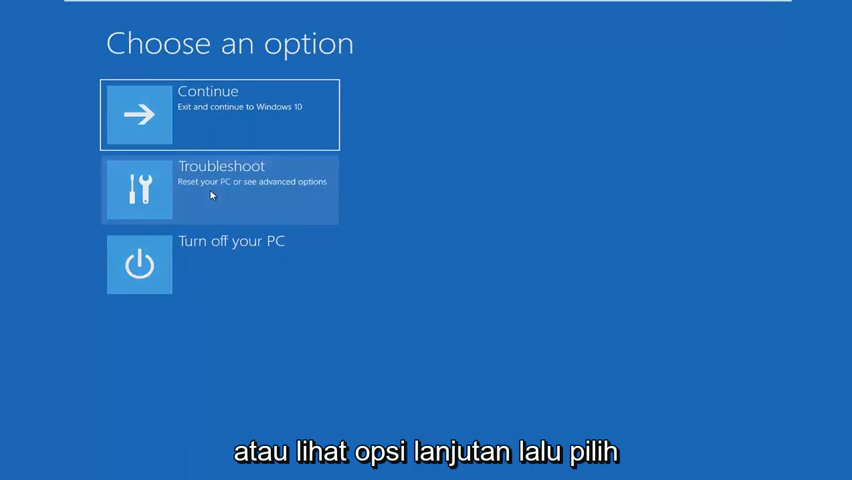 Choose an option
Continue
Exit and continue to Windows 10
Troubleshoot
Reset your PC or see advanced options
Turn off your PC
atau lihat opsi lanjutan lalu pilih